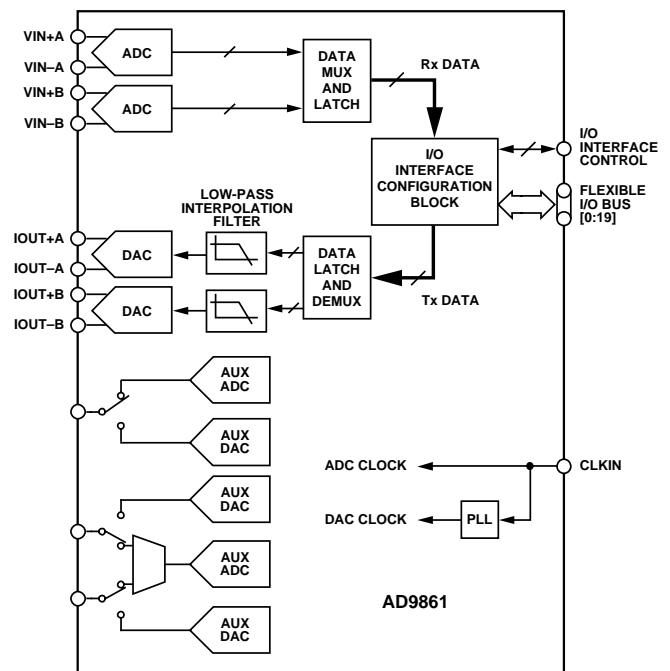 VIN+A
VIN–A
VIN+B
VIN–B
ADC
ADC
DATA
MUX
AND
LATCH
Rx DATA
I/O
INTERFACE
CONFIGURATION
BLOCK
I/O
INTERFACE
CONTROL
FLEXIBLE
I/O BUS
[0:19]
LOW-PASS
INTERPOLATION
FILTER
IOUT+A
IOUT–A
IOUT+B
IOUT–B
DAC
DAC
DATA
LATCH
AND
DEMUX
Tx DATA
AUX
ADC
AUX
DAC
AUX
DAC
AUX
ADC
AUX
DAC
ADC CLOCK
CLKIN
DAC CLOCK
PLL
AD9861